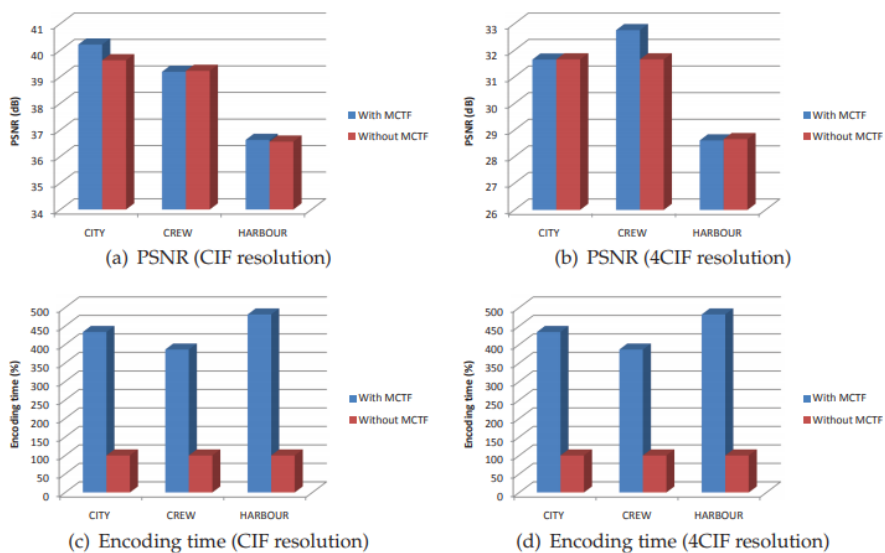 PSNR (dB)
41
40
39
38
37
36
35
34
CITY CREW HARBOUR
With MCTF
Without MCTF
(a) PSNR (CIF resolution)
PSNR (dB)
33
32
31
30
29
28
27
26
CITY CREW HARBOUR
With MCTF
Without MCTF
(b) PSNR (4CIF resolution)
Encoding time (%)
500
450
400
350
300
250
200
150
100
50
0
CITY CREW HARBOUR
With MCTF
Without MCTF
(c) Encoding time (CIF resolution)
Encoding time (%)
500
450
400
350
300
250
200
150
100
50
0
CITY CREW HARBOUR
With MCTF
Without MCTF
(d) Encoding time (4CIF resolution)